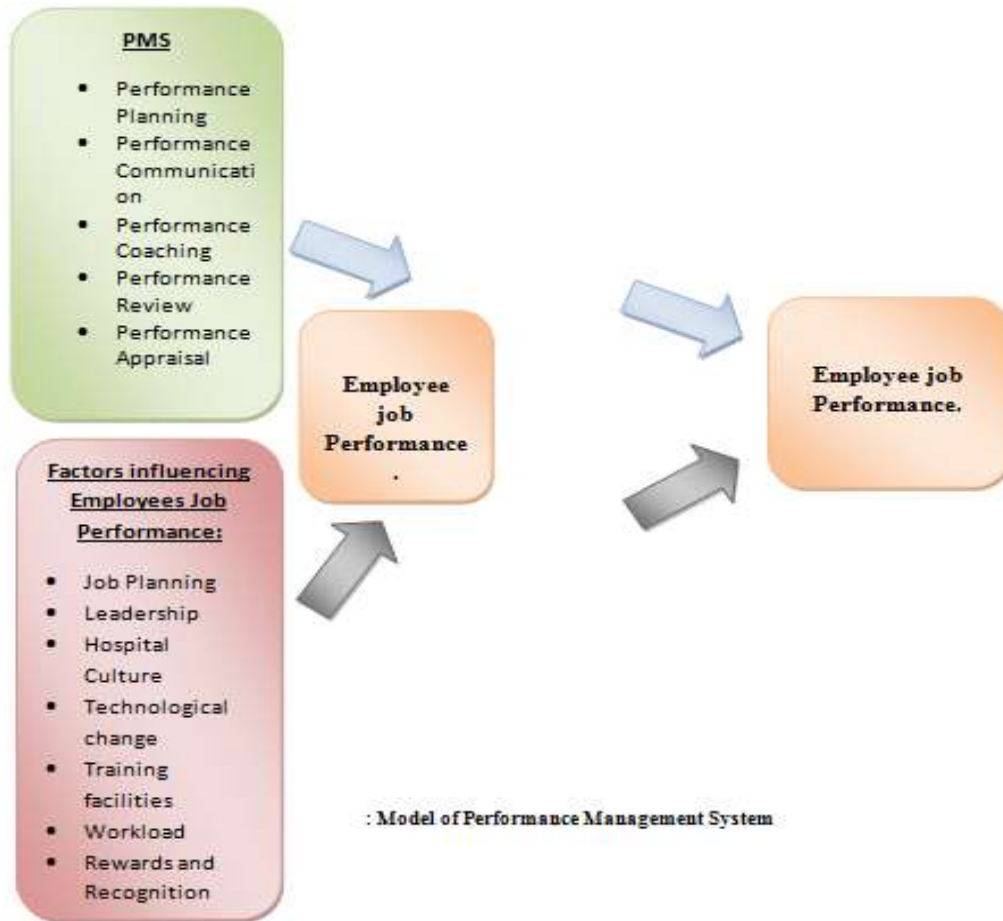 PMS
• Performance
Planning
• Performance
Communicati
on
• Performance
Coaching
• Performance
Review
• Performance
Appraisal
Factors influencing
Employees Job
Performance:
• Job Planning
• Leadership
• Hospital
Culture
• Technological
change
• Training
facilities
• Workload
• Rewards and
Recognition
Employee
job
Performance
.
Employee job
Performance.
: Model of Performance Management System